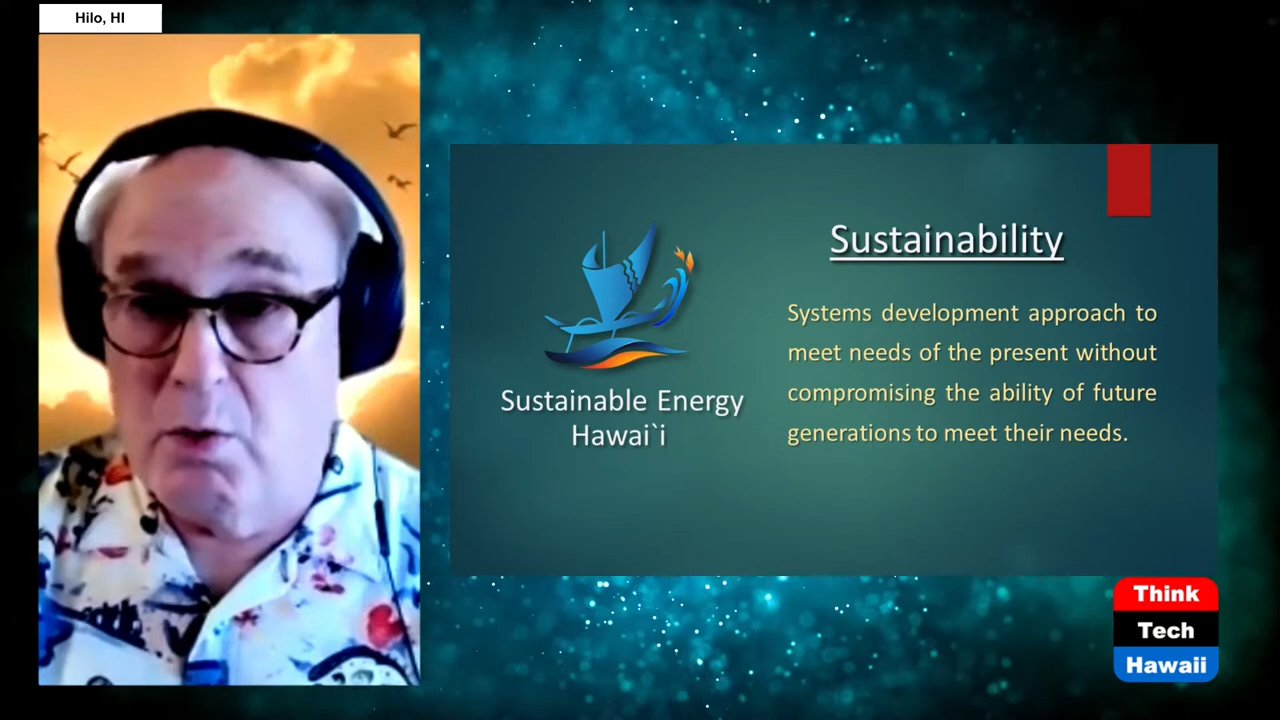 Hilo, HI
Sustainability
Systems development approach to
meet needs of the present without
compromising the ability of future
generations to meet their needs.
Sustainable Energy
Hawai`i
Think
Tech
Hawaii